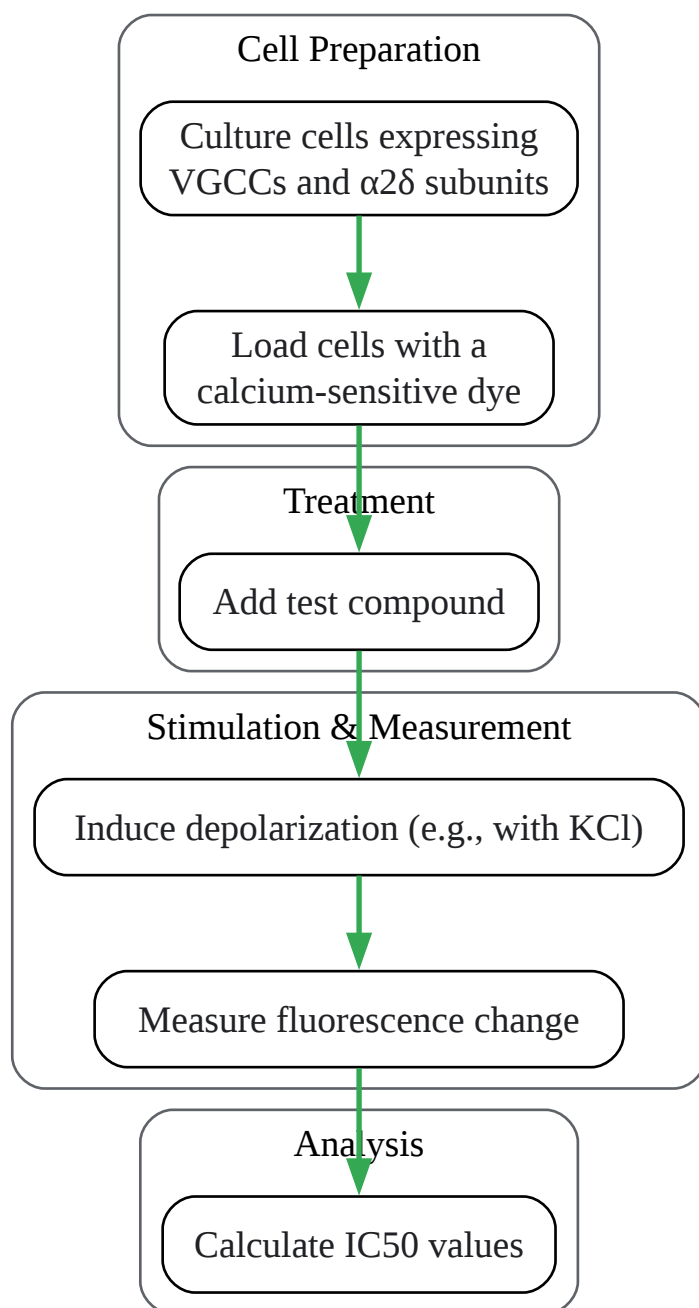 Cell Preparation
Culture cells expressing
VGCCs and α2δ subunits
Load cells with a
calcium-sensitive dye
Treatment
Add test compound
Stimulation & Measurement
Induce depolarization (e.g., with KCl)
Measure fluorescence change
Analysis
Calculate IC50 values